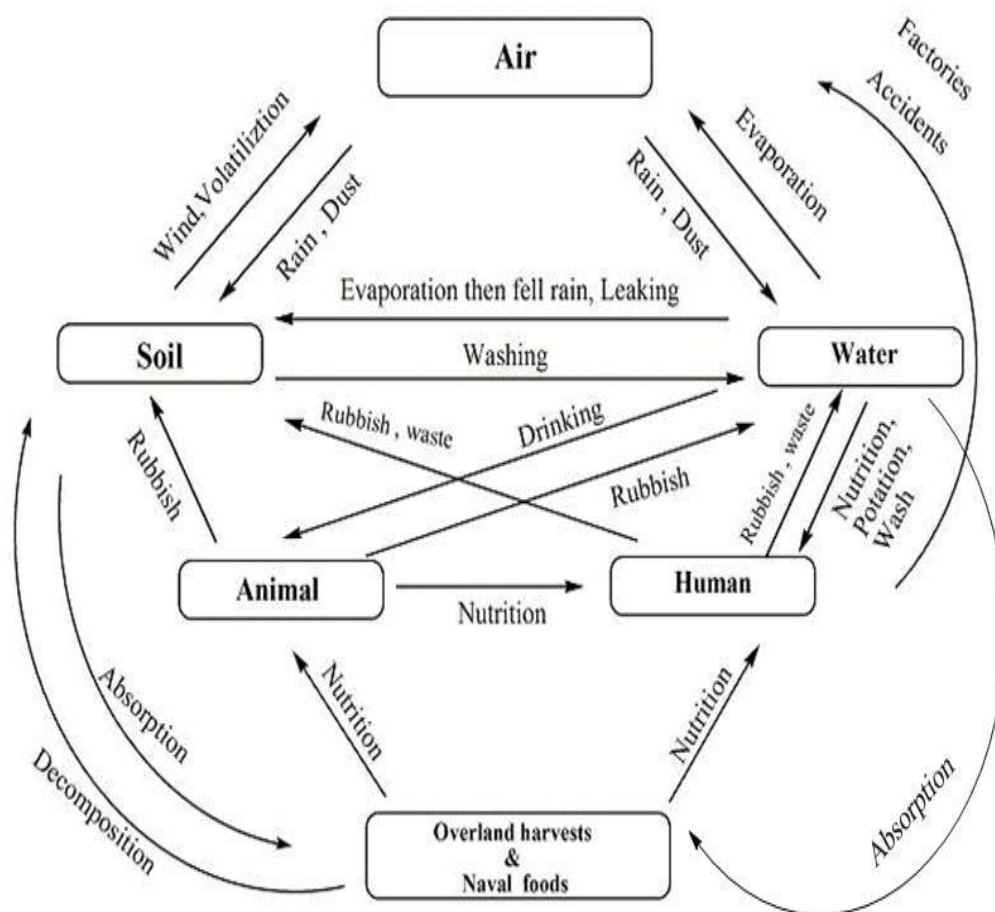 Air
Factories
Accidents
Wind,Volatiliztion
Rain , Dust
Rain , Dust
Evaporation
Evaporation then fell rain, Leaking
Soil
Washing
Water
Rubbish , waste
Drinking
Rubbish
Rubbish
Rubbish , waste
Nutrition,
Potation,
Wash
Animal
Nutrition
Human
Absorption
Decomposition
Nutrition
Nutrition
Absorption
Overland harvests
&
Naval foods